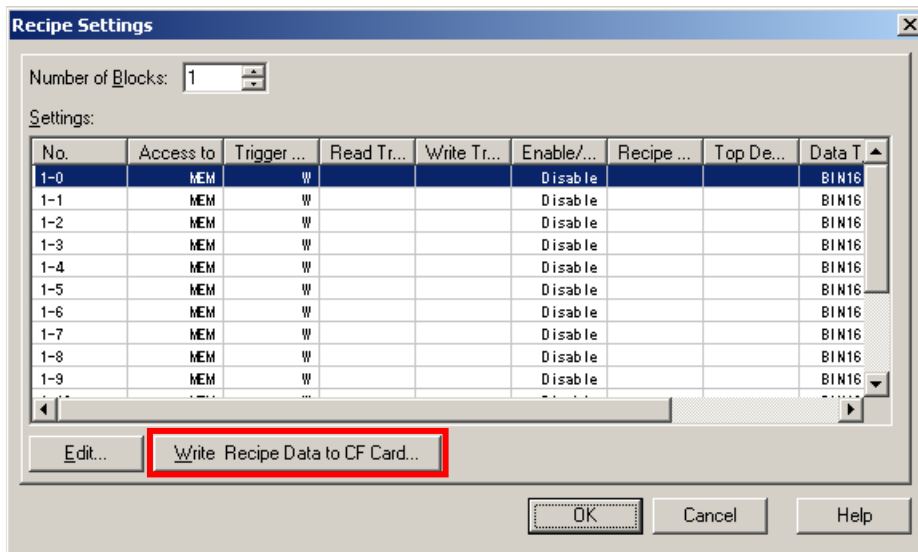 Recipe Settings
Number of Blocks: 1
Settings:
No. Access to Trigger ... Read Tr... Write Tr... Enable/... Recipe ... Top De... Data T
1-0 MEM W Disable BIN16
1-1 MEM W Disable BIN16
1-2 MEM W Disable BIN16
1-3 MEM W Disable BIN16
1-4 MEM W Disable BIN16
1-5 MEM W Disable BIN16
1-6 MEM W Disable BIN16
1-7 MEM W Disable BIN16
1-8 MEM W Disable BIN16
1-9 MEM W Disable BIN16
Edit... Write Recipe Data to CF Card...
OK Cancel Help